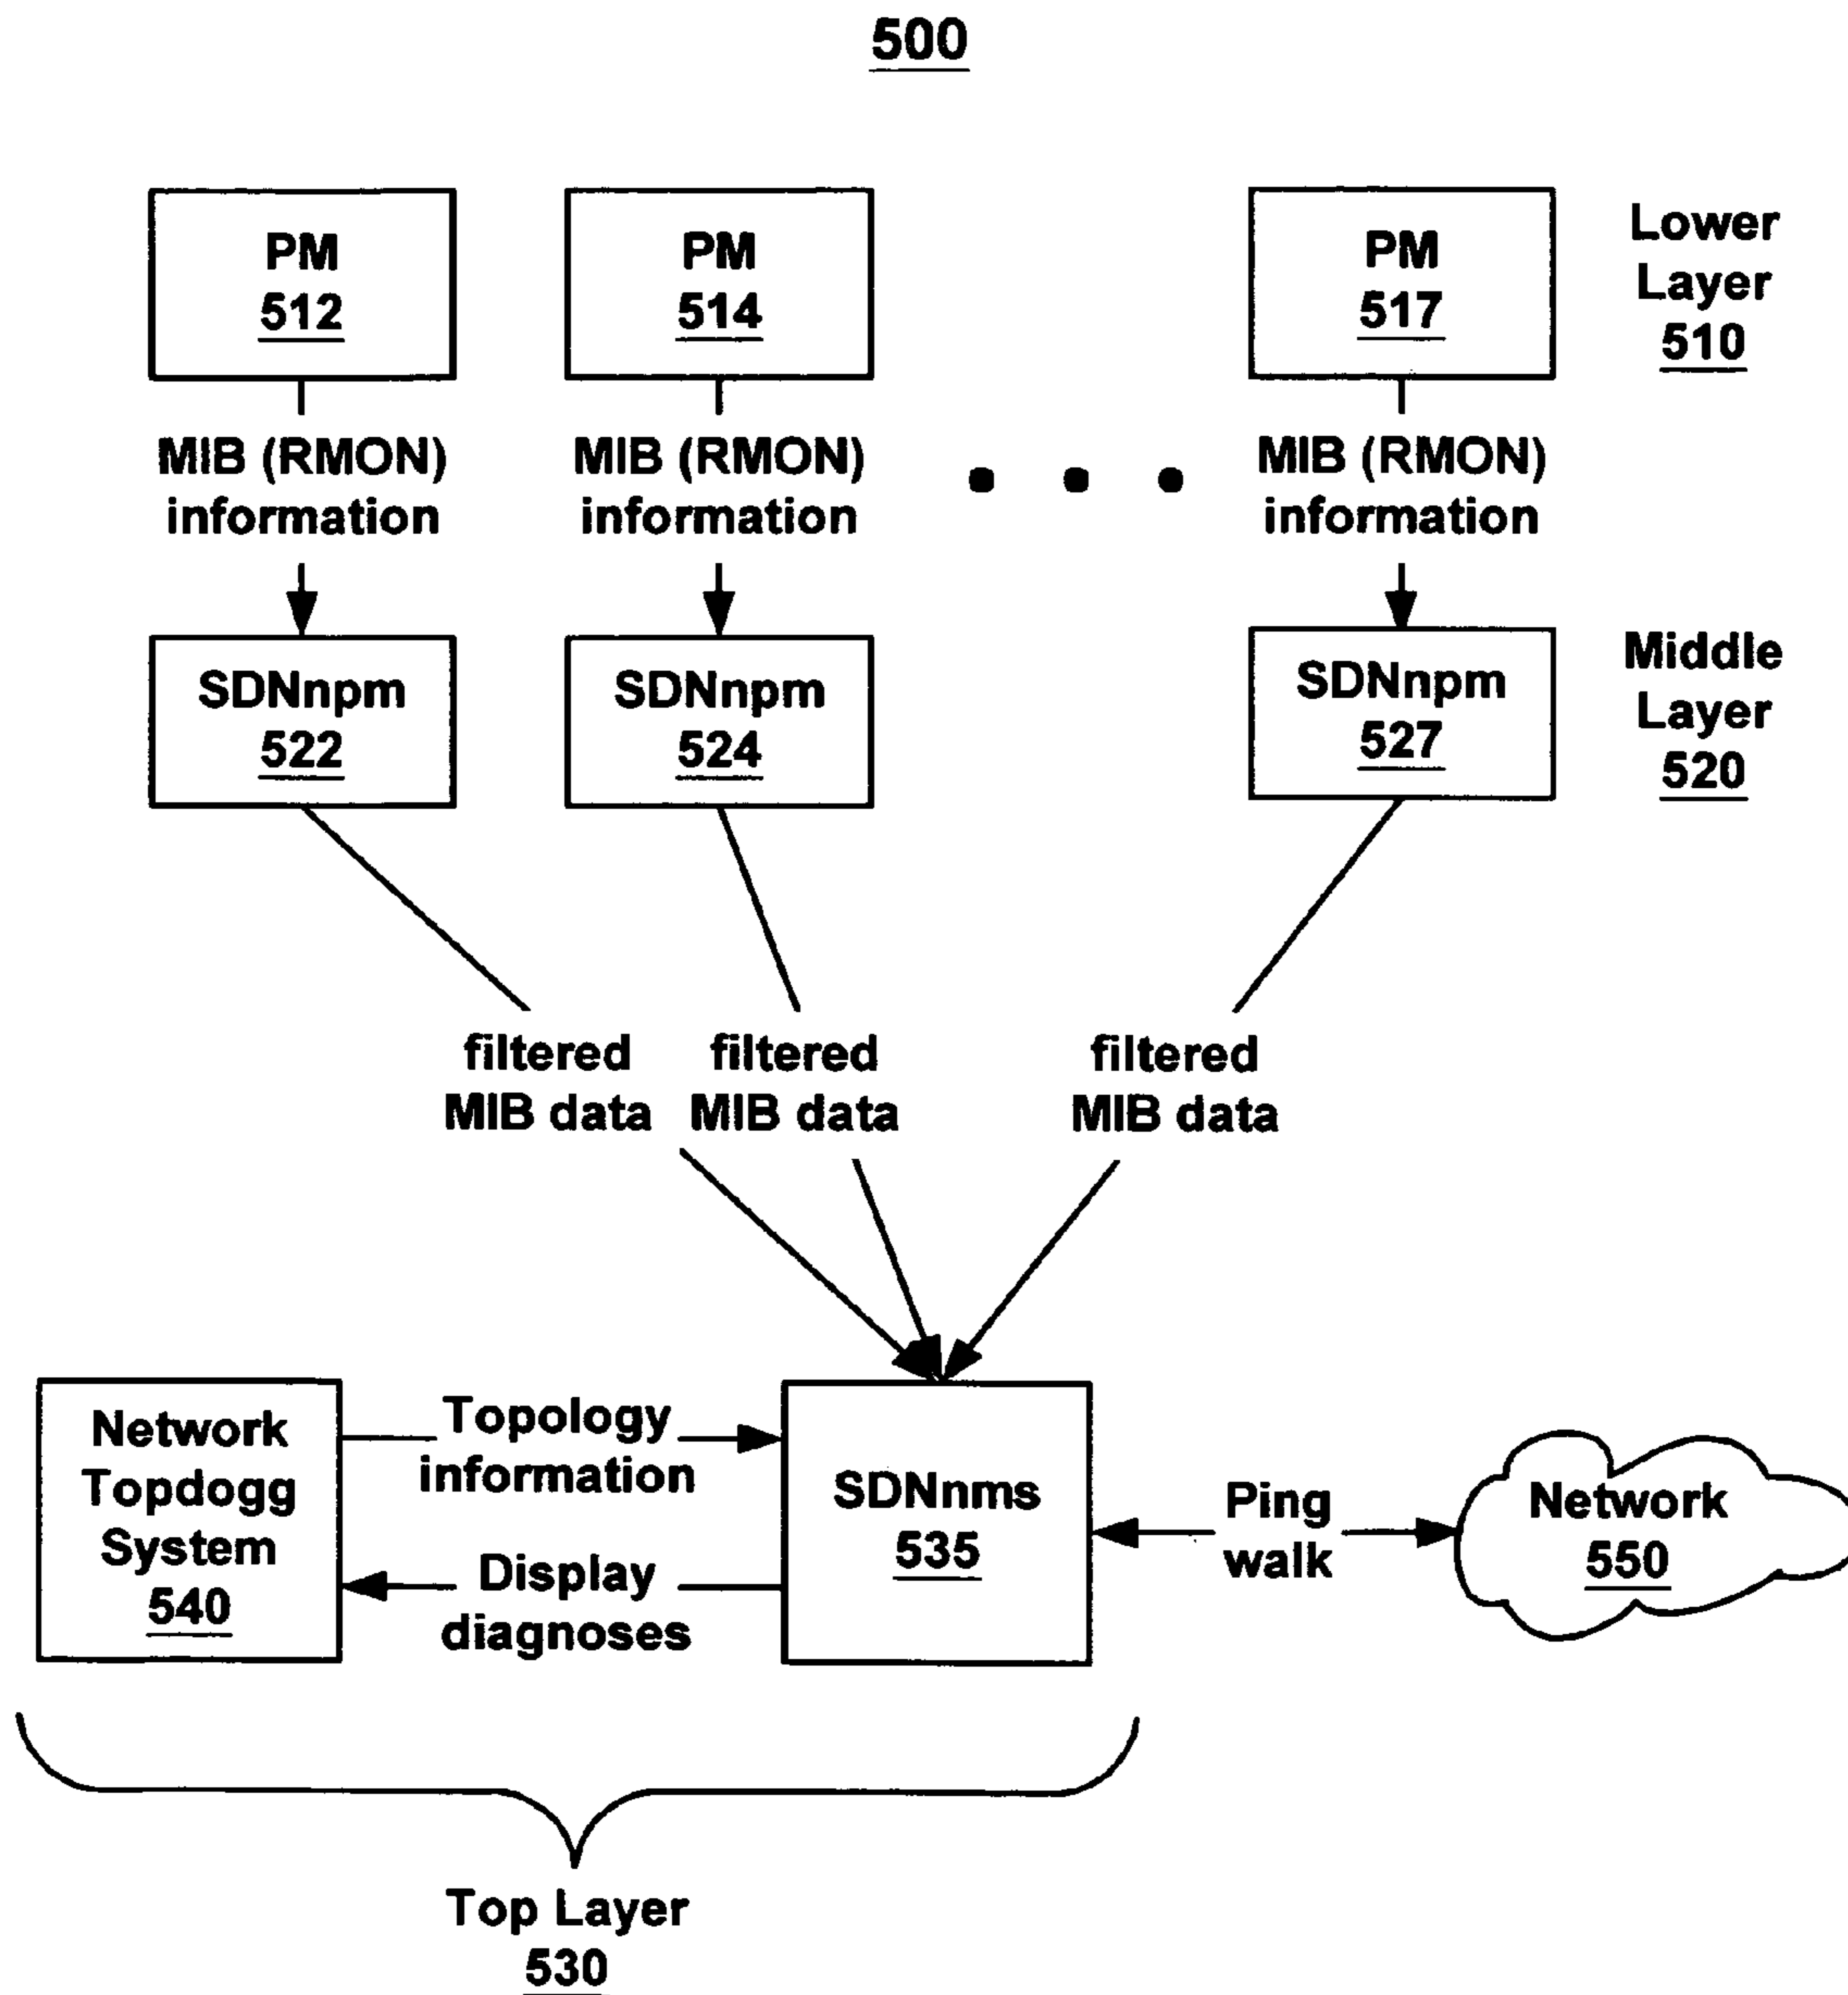 500
PM
512
PM
514
PM
517
Lower
Layer
510
MIB (RMON)
information
MIB (RMON)
information
MIB (RMON)
information
SDNnpm
522
SDNnpm
524
SDNnpm
527
Middle
Layer
520
filtered
MIB data
filtered
MIB data
filtered
MIB data
Network
Topdogg
System
540
Topology
information
Display
diagnoses
SDNnms
535
Ping
walk
Network
550
Top Layer
530